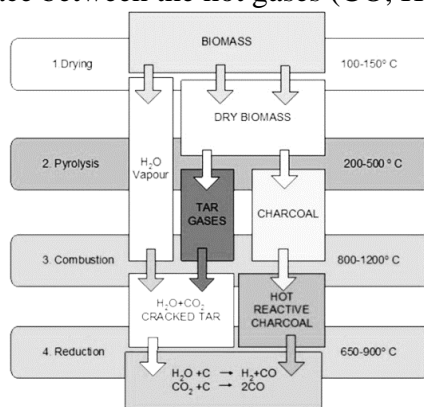 BIOMASS
1 Drying
100-150° C
DRY BIOMASS
H₂O
Vapour
2. Pyrolysis
200-500° C
TAR
GASES
CHARCOAL
3. Combustion
800-1200° C
H₂O+CO₂
CRACKED TAR
HOT
REACTIVE
CHARCOAL
4. Reduction
650-900° C
H₂O +C → H₂+CO
CO₂ +C → 2CO